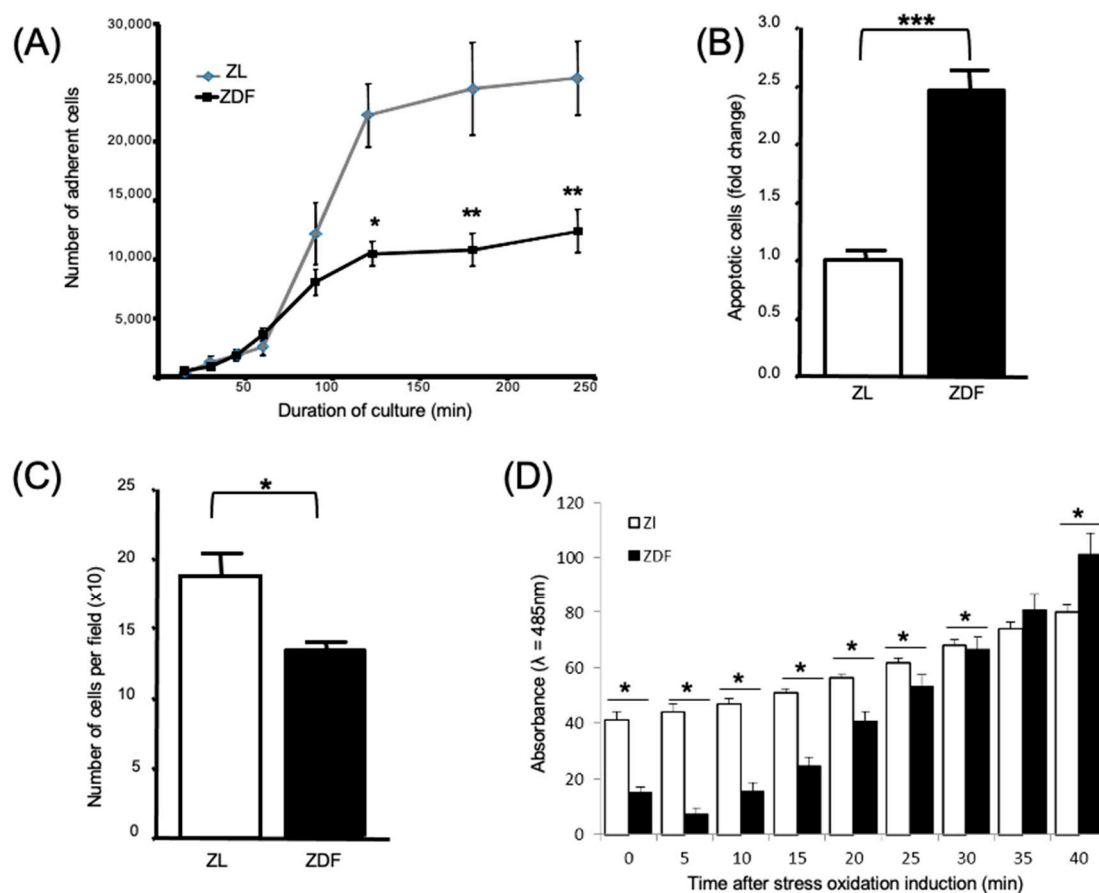 (A)
30,000
25,000
20,000
15,000
10,000
5,000
Number of adherent cells
ZL
ZDF
*
**
**
50
100
150
200
250
Duration of culture (min)
(B)
3.0
2.5
2.0
1.5
1.0
0.5
0.0
Apoptotic cells (fold change)
***
ZL
ZDF
(C)
25
20
15
10
5
0
Number of cells per field (x10)
*
ZL
ZDF
(D)
120
100
80
60
40
20
0
Absorbance (λ = 485nm)
Zl
ZDF
*
*
*
*
*
*
*
*
0 5 10 15 20 25 30 35 40
Time after stress oxidation induction (min)